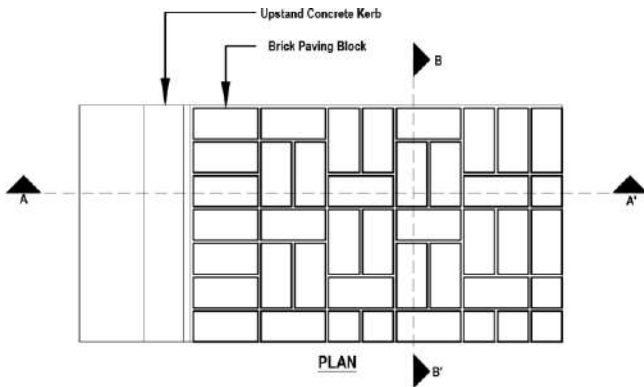 Upstand Concrete Kerb
Brick Paving Block
B
A
A'
PLAN
B'